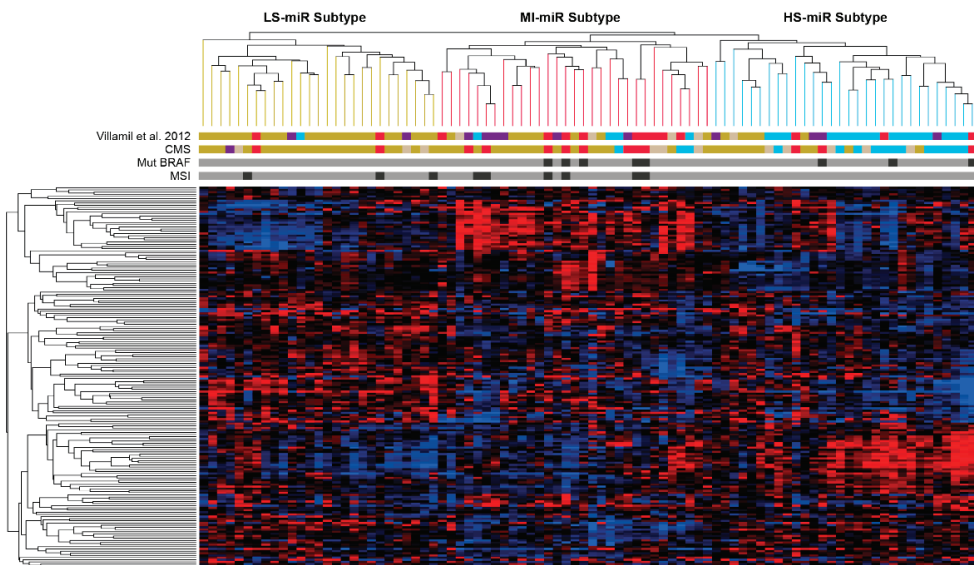 LS-miR Subtype MI-miR Subtype HS-miR Subtype
Villamil et al. 2012
CMS
Mut BRAF
MSI